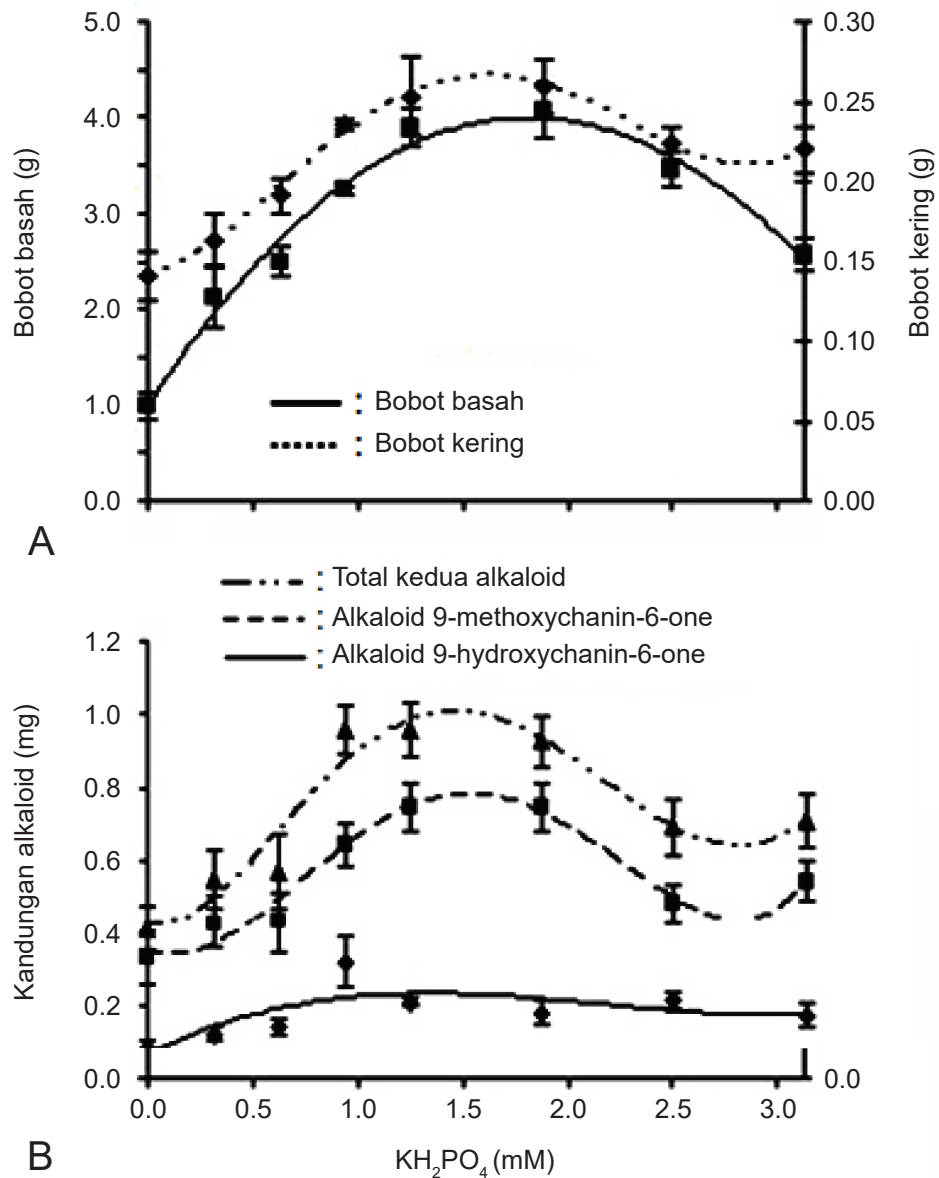 5.0
4.0
3.0
2.0
1.0
0.0
Bobot basah (g)
0.30
0.25
0.20
0.15
0.10
0.05
0.00
Bobot kering (g)
: Bobot basah
: Bobot kering
A
: Total kedua alkaloid
: Alkaloid 9-methoxychanin-6-one
: Alkaloid 9-hydroxychanin-6-one
1.2
1.0
0.8
0.6
0.4
0.2
0.0
Kandungan alkaloid (mg)
0.0
0.0 0.5 1.0 1.5 2.0 2.5 3.0
KH₂PO₄ (mM)
B